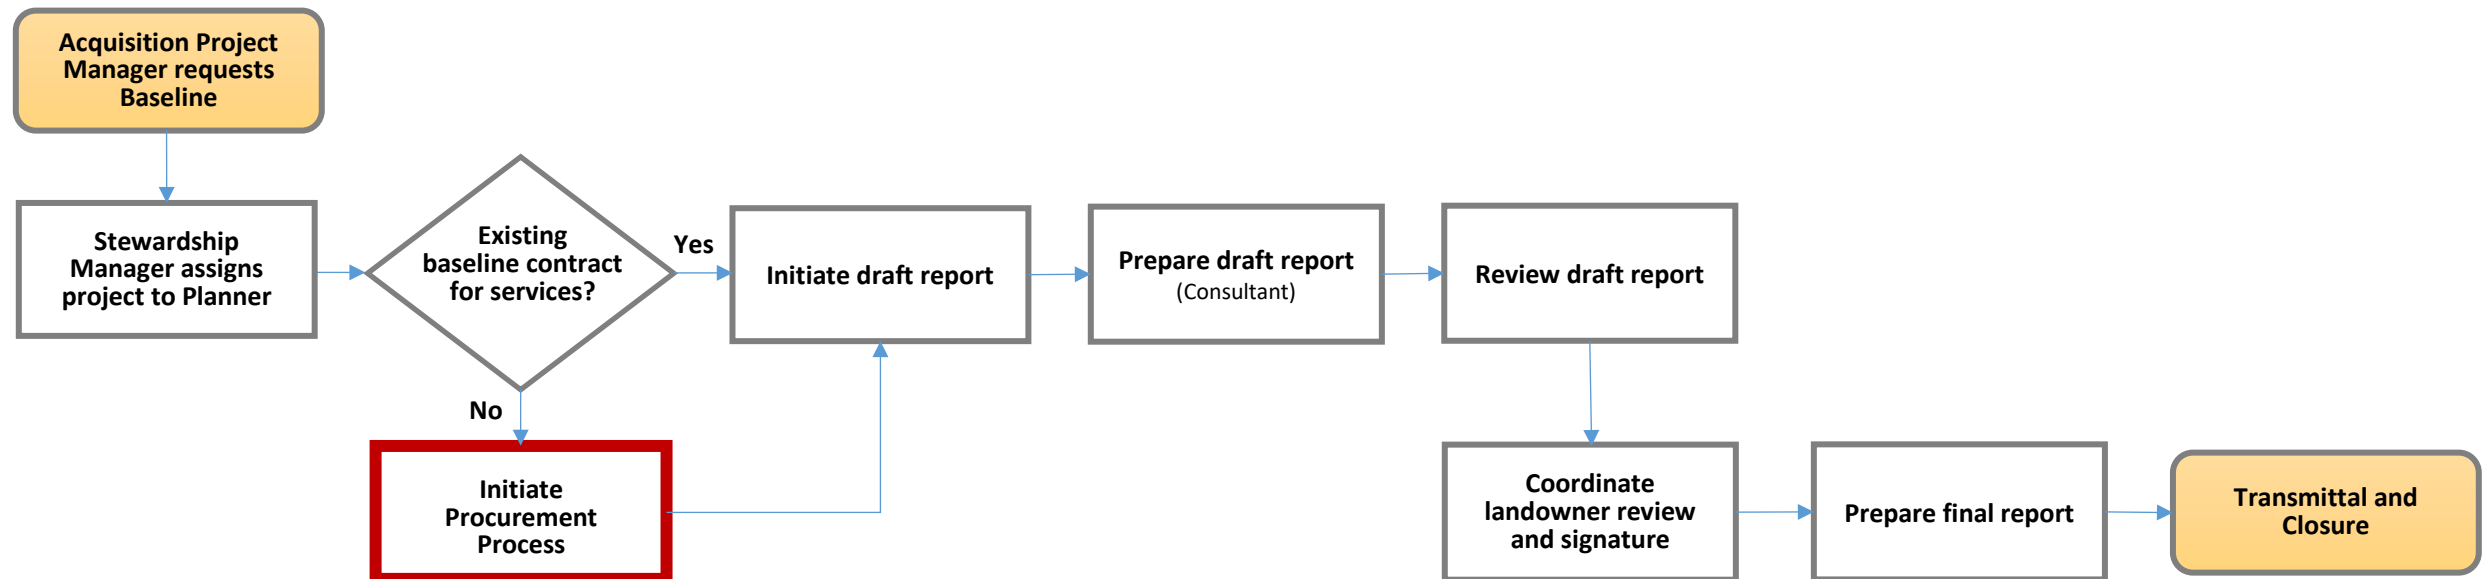 Acquisition Project
Manager requests
Baseline
Stewardship
Manager assigns
project to Planner
Existing
baseline contract
for services?
Yes
No
Initiate
Procurement
Process
Initiate draft report
Prepare draft report
(Consultant)
Review draft report
Coordinate
landowner review
and signature
Prepare final report
Transmittal and
Closure